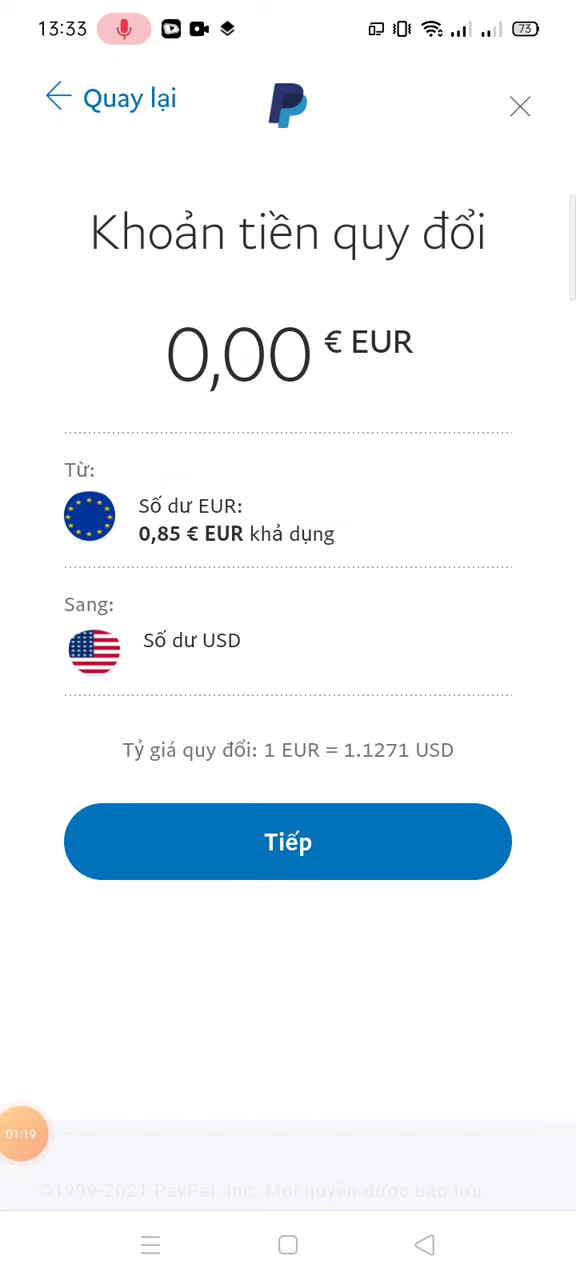 13:33
73
Quay lại
Khoản tiền quy đổi
0,00 € EUR
Từ:
Số dư EUR:
0,85 € EUR khả dụng
Sang:
Số dư USD
Tỷ giá quy đổi: 1 EUR = 1.1271 USD
Tiếp
01:19
©1999-2021 PayPal, Inc. Mọi quyền được bảo lưu.